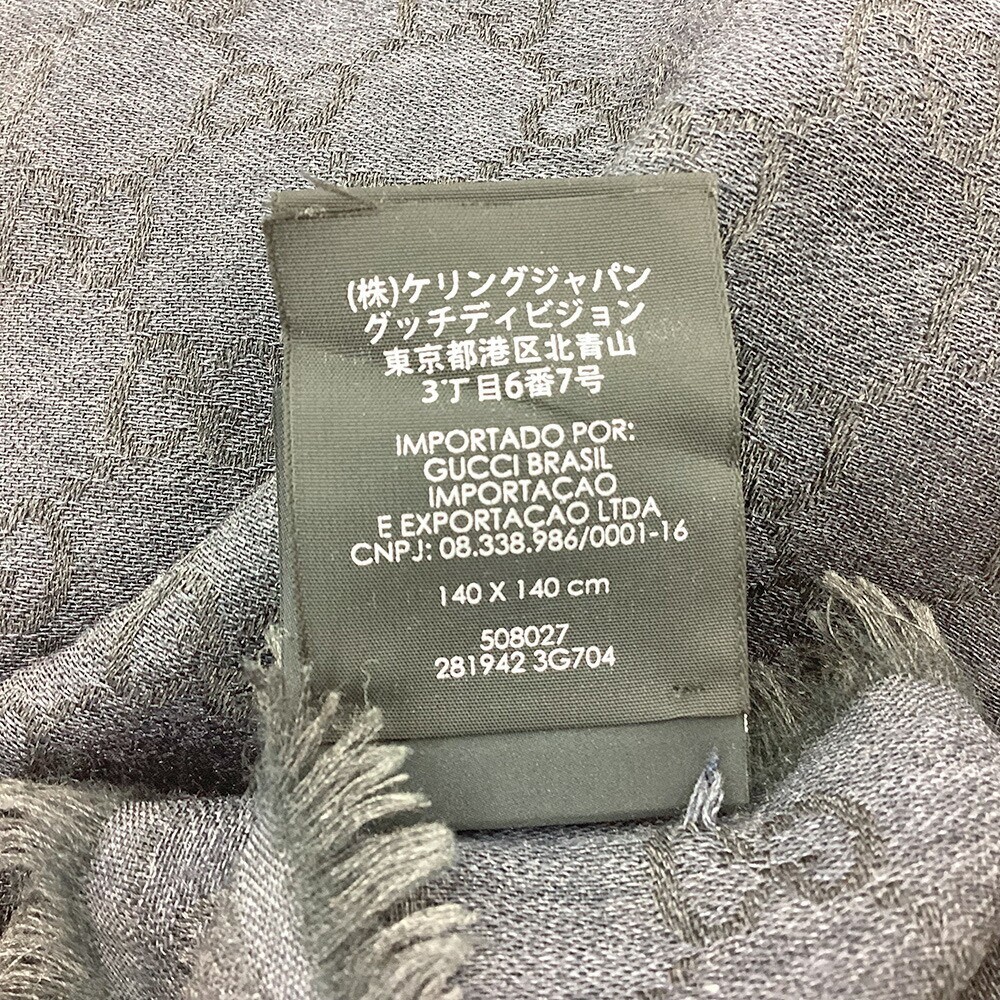 (株)ケリングジャパン
グッチディビジョン
東京都港区北青山
3丁目6番7号
IMPORTADO POR:
GUCCI BRASIL
IMPORTAÇAO
E EXPORTAÇAO LTDA
CNPJ: 08.338.986/0001-16
140 X 140 cm
508027
281942 3G704